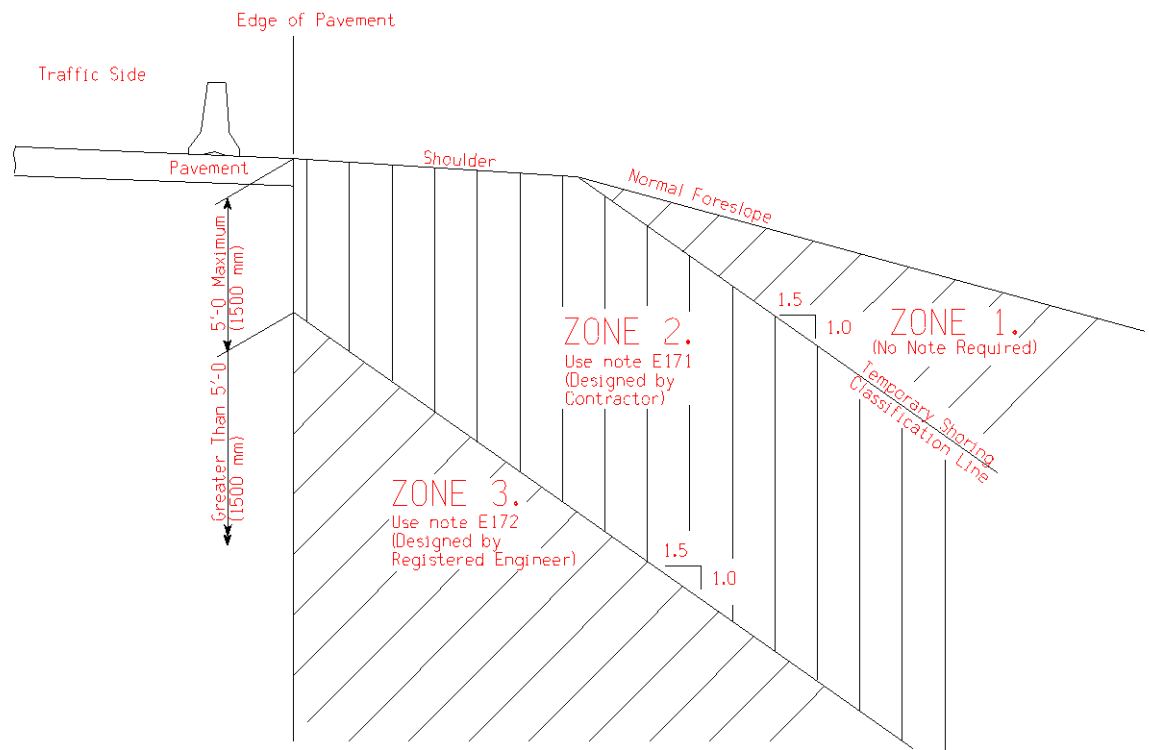 Edge of Pavement
Traffic Side
Pavement
Shoulder
Normal Foreslope
5'-0 Maximum
(1500 mm)
Greater Than 5'-0
(1500 mm)
1.5
1.0
ZONE 1.
(No Note Required)
ZONE 2.
Use note E171
(Designed by
Contractor)
Temporary Shoring
Classification Line
ZONE 3.
Use note E172
(Designed by
Registered Engineer)
1.5
1.0